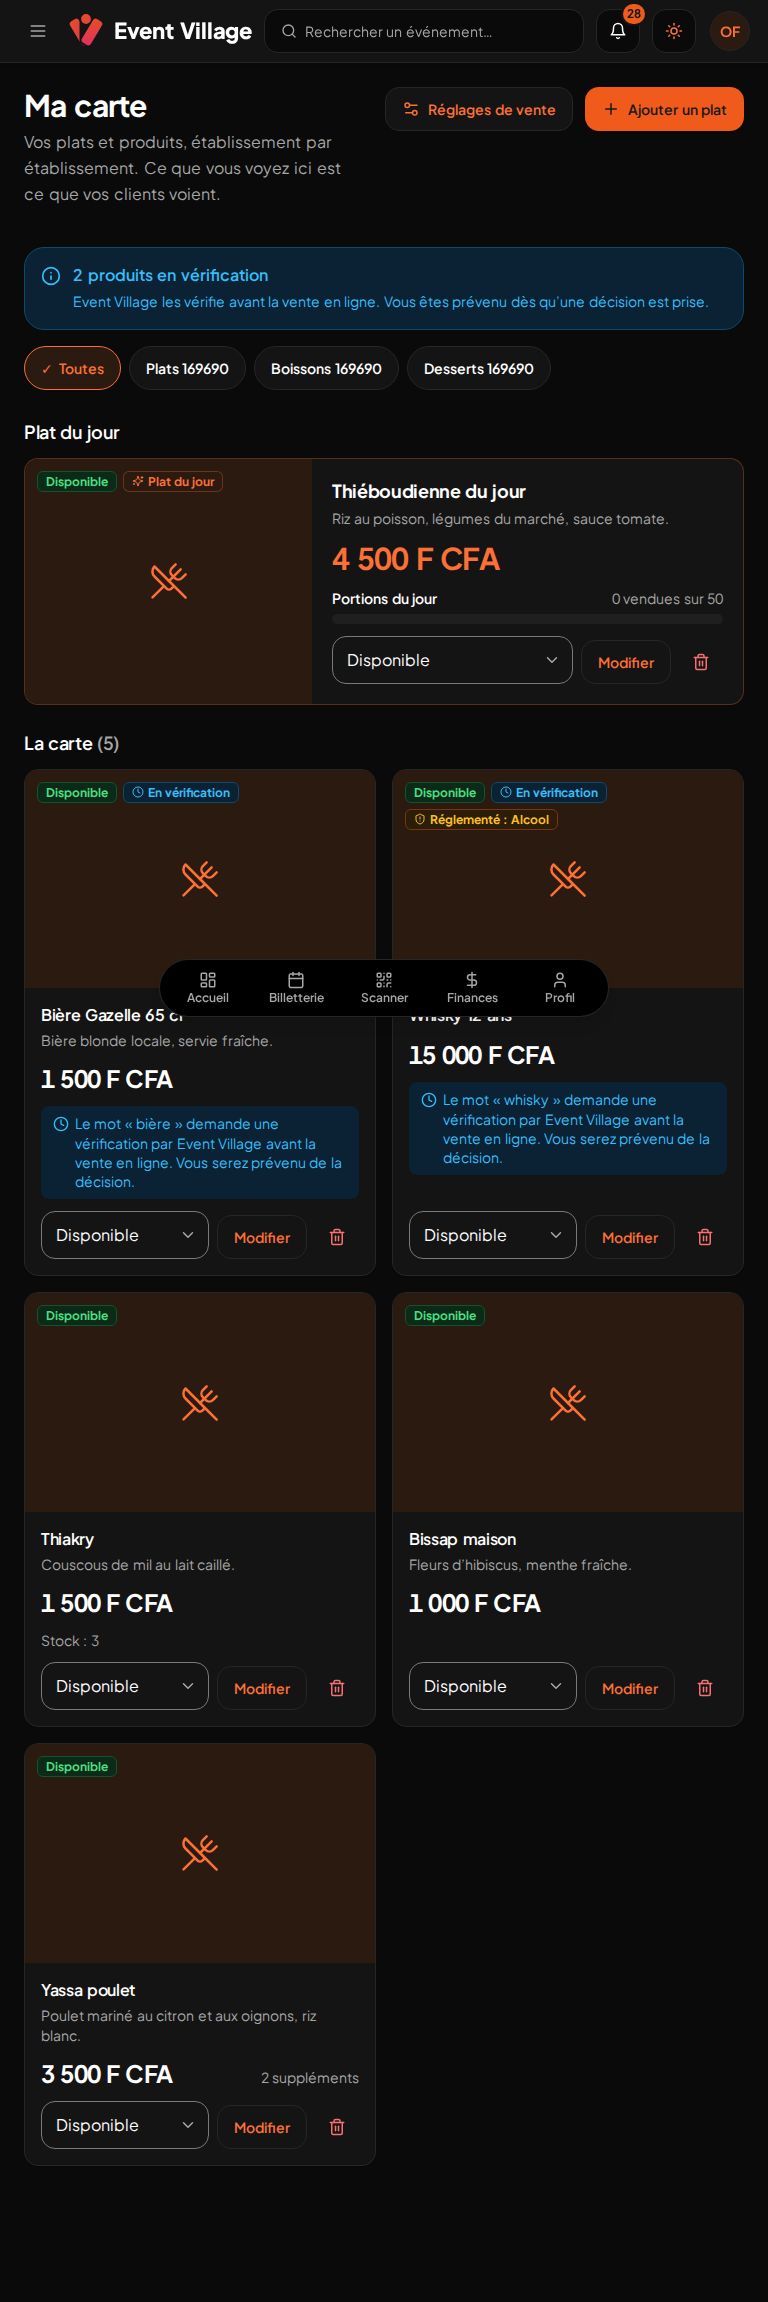 Event Village
Rechercher un événement...
28
OF
Ma carte
Réglages de vente
Ajouter un plat
Vos plats et produits, établissement par
établissement. Ce que vous voyez ici est
ce que vos clients voient.
2 produits en vérification
Event Village les vérifie avant la vente en ligne. Vous êtes prévenu dès qu'une décision est prise.
✓ Toutes
Plats 169690
Boissons 169690
Desserts 169690
Plat du jour
Disponible
Plat du jour
Thiéboudienne du jour
Riz au poisson, légumes du marché, sauce tomate.
4 500 F CFA
Portions du jour
0 vendues sur 50
Disponible
Modifier
La carte (5)
Disponible
En vérification
Disponible
En vérification
Réglementé : Alcool
Accueil
Billetterie
Scanner
Finances
Profil
Bière Gazelle 65 cl
Bière blonde locale, servie fraîche.
1 500 F CFA
Le mot « bière » demande une
vérification par Event Village avant la
vente en ligne. Vous serez prévenu de la
décision.
Disponible
Modifier
Whisky 12 ans
15 000 F CFA
Le mot « whisky » demande une
vérification par Event Village avant la
vente en ligne. Vous serez prévenu de la
décision.
Disponible
Modifier
Disponible
Thiakry
Couscous de mil au lait caillé.
1 500 F CFA
Stock : 3
Disponible
Modifier
Disponible
Bissap maison
Fleurs d'hibiscus, menthe fraîche.
1 000 F CFA
Disponible
Modifier
Disponible
Yassa poulet
Poulet mariné au citron et aux oignons, riz
blanc.
3 500 F CFA
2 suppléments
Disponible
Modifier